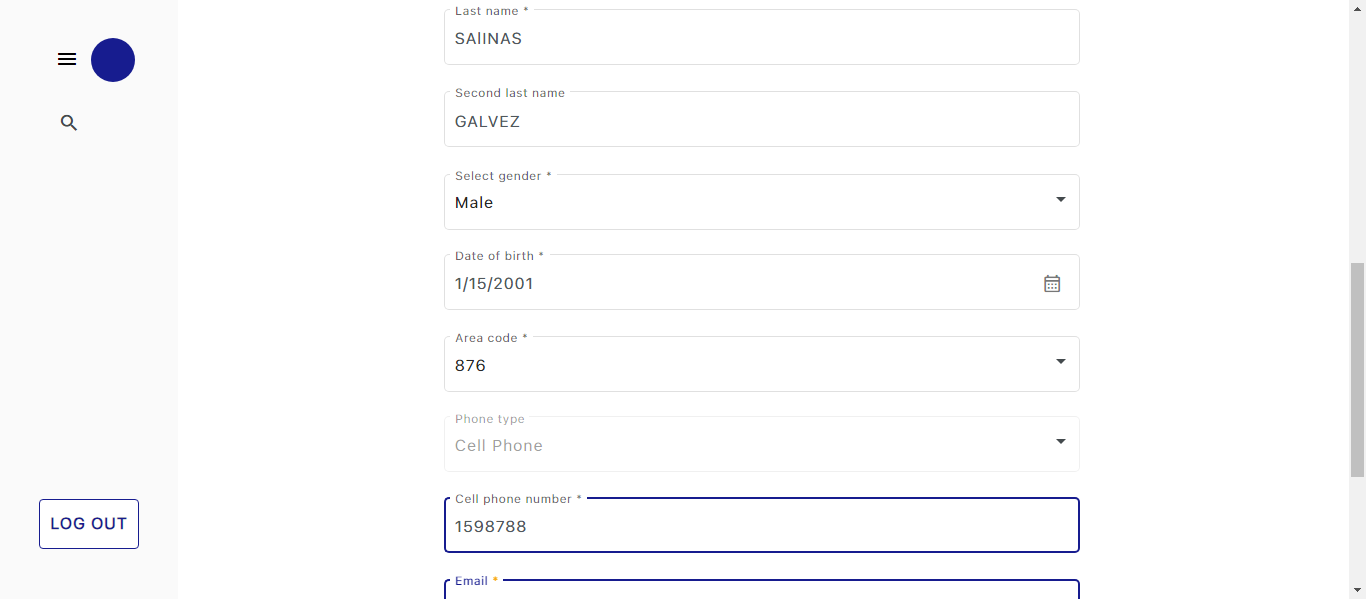 Last name *
SAlINAS
Second last name
GALVEZ
Select gender *
Male
Date of birth *
1/15/2001
Area code *
876
Phone type
Cell Phone
Cell phone number *
1598788
Email *
LOG OUT